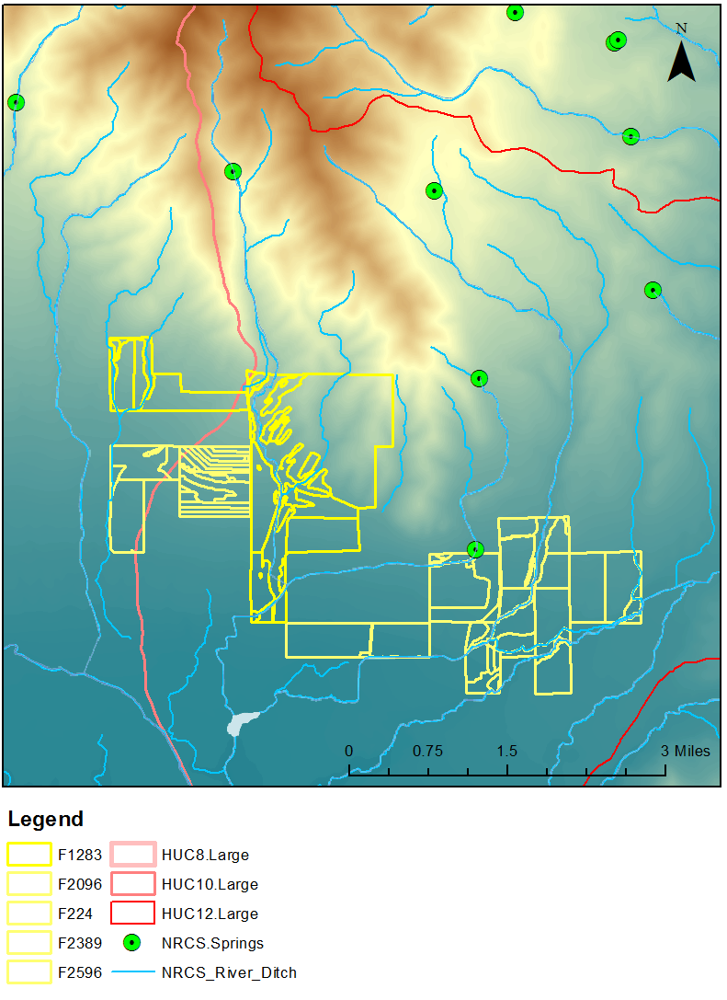 N
0 0.75 1.5 3 Miles
Legend
F1283 HUC8.Large
F2096 HUC10.Large
F224 HUC12.Large
F2389 NRCS.Springs
F2596 NRCS_River_Ditch